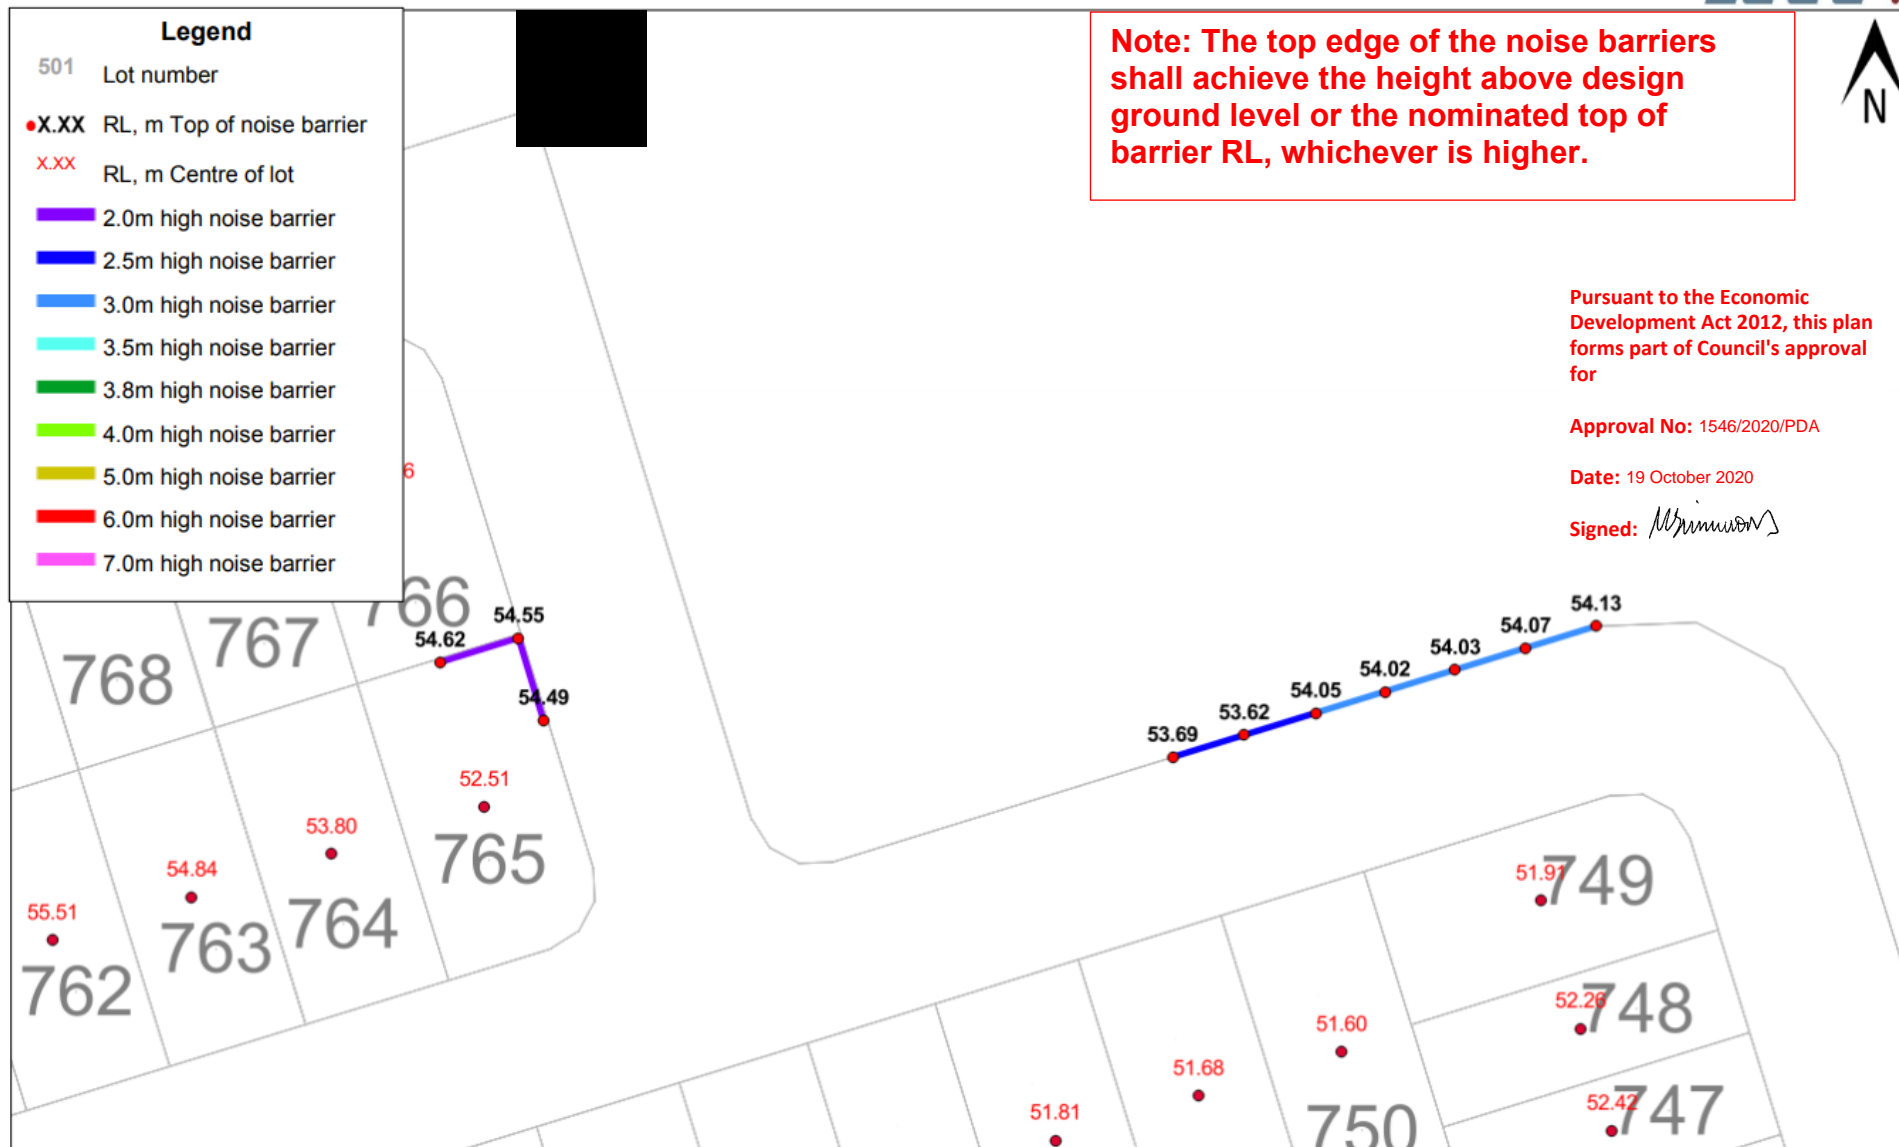 Legend
501 Lot number
X.XX RL, m Top of noise barrier
X.XX RL, m Centre of lot
2.0m high noise barrier
2.5m high noise barrier
3.0m high noise barrier
3.5m high noise barrier
3.8m high noise barrier
4.0m high noise barrier
5.0m high noise barrier
6.0m high noise barrier
7.0m high noise barrier
Note: The top edge of the noise barriers
shall achieve the height above design
ground level or the nominated top of
barrier RL, whichever is higher.
N
Pursuant to the Economic
Development Act 2012, this plan
forms part of Council's approval
for
Approval No: 1546/2020/PDA
Date: 19 October 2020
Signed:
6
766
767
768
54.62
54.55
54.49
53.69
53.62
54.05
54.02
54.03
54.07
54.13
52.51
765
53.80
764
54.84
763
55.51
762
51.91
749
52.26
748
52.42
747
51.60
750
51.68
51.81